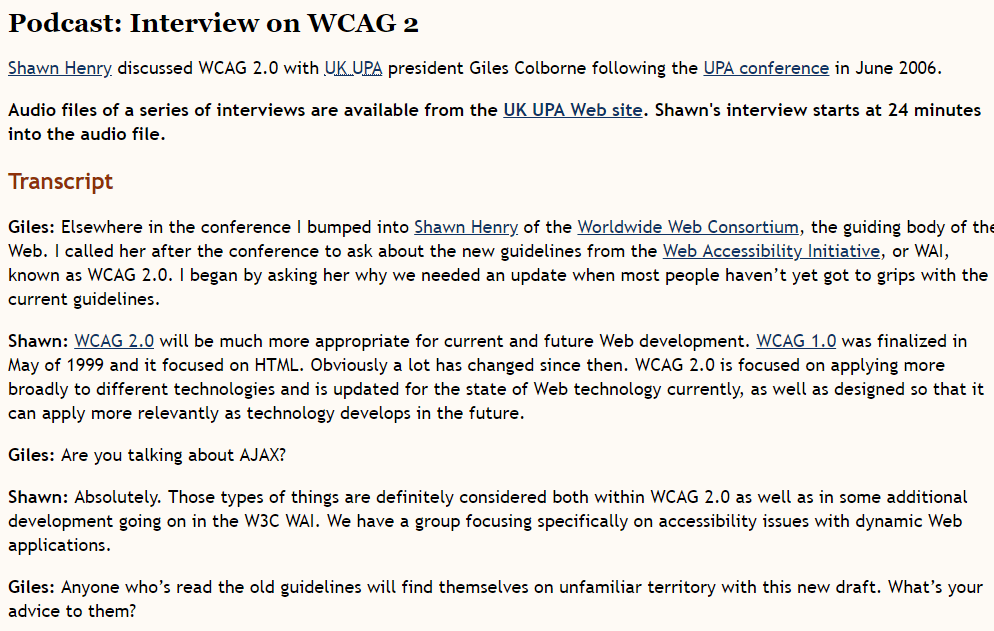 Podcast: Interview on WCAG 2
Shawn Henry discussed WCAG 2.0 with UK UPA president Giles Colborne following the UPA conference in June 2006.
Audio files of a series of interviews are available from the UK UPA Web site. Shawn's interview starts at 24 minutes
into the audio file.
Transcript
Giles: Elsewhere in the conference I bumped into Shawn Henry of the Worldwide Web Consortium, the guiding body of the
Web. I called her after the conference to ask about the new guidelines from the Web Accessibility Initiative, or WAI,
known as WCAG 2.0. I began by asking her why we needed an update when most people haven’t yet got to grips with the
current guidelines.
Shawn: WCAG 2.0 will be much more appropriate for current and future Web development. WCAG 1.0 was finalized in
May of 1999 and it focused on HTML. Obviously a lot has changed since then. WCAG 2.0 is focused on applying more
broadly to different technologies and is updated for the state of Web technology currently, as well as designed so that it
can apply more relevantly as technology develops in the future.
Giles: Are you talking about AJAX?
Shawn: Absolutely. Those types of things are definitely considered both within WCAG 2.0 as well as in some additional
development going on in the W3C WAI. We have a group focusing specifically on accessibility issues with dynamic Web
applications.
Giles: Anyone who’s read the old guidelines will find themselves on unfamiliar territory with this new draft. What’s your
advice to them?